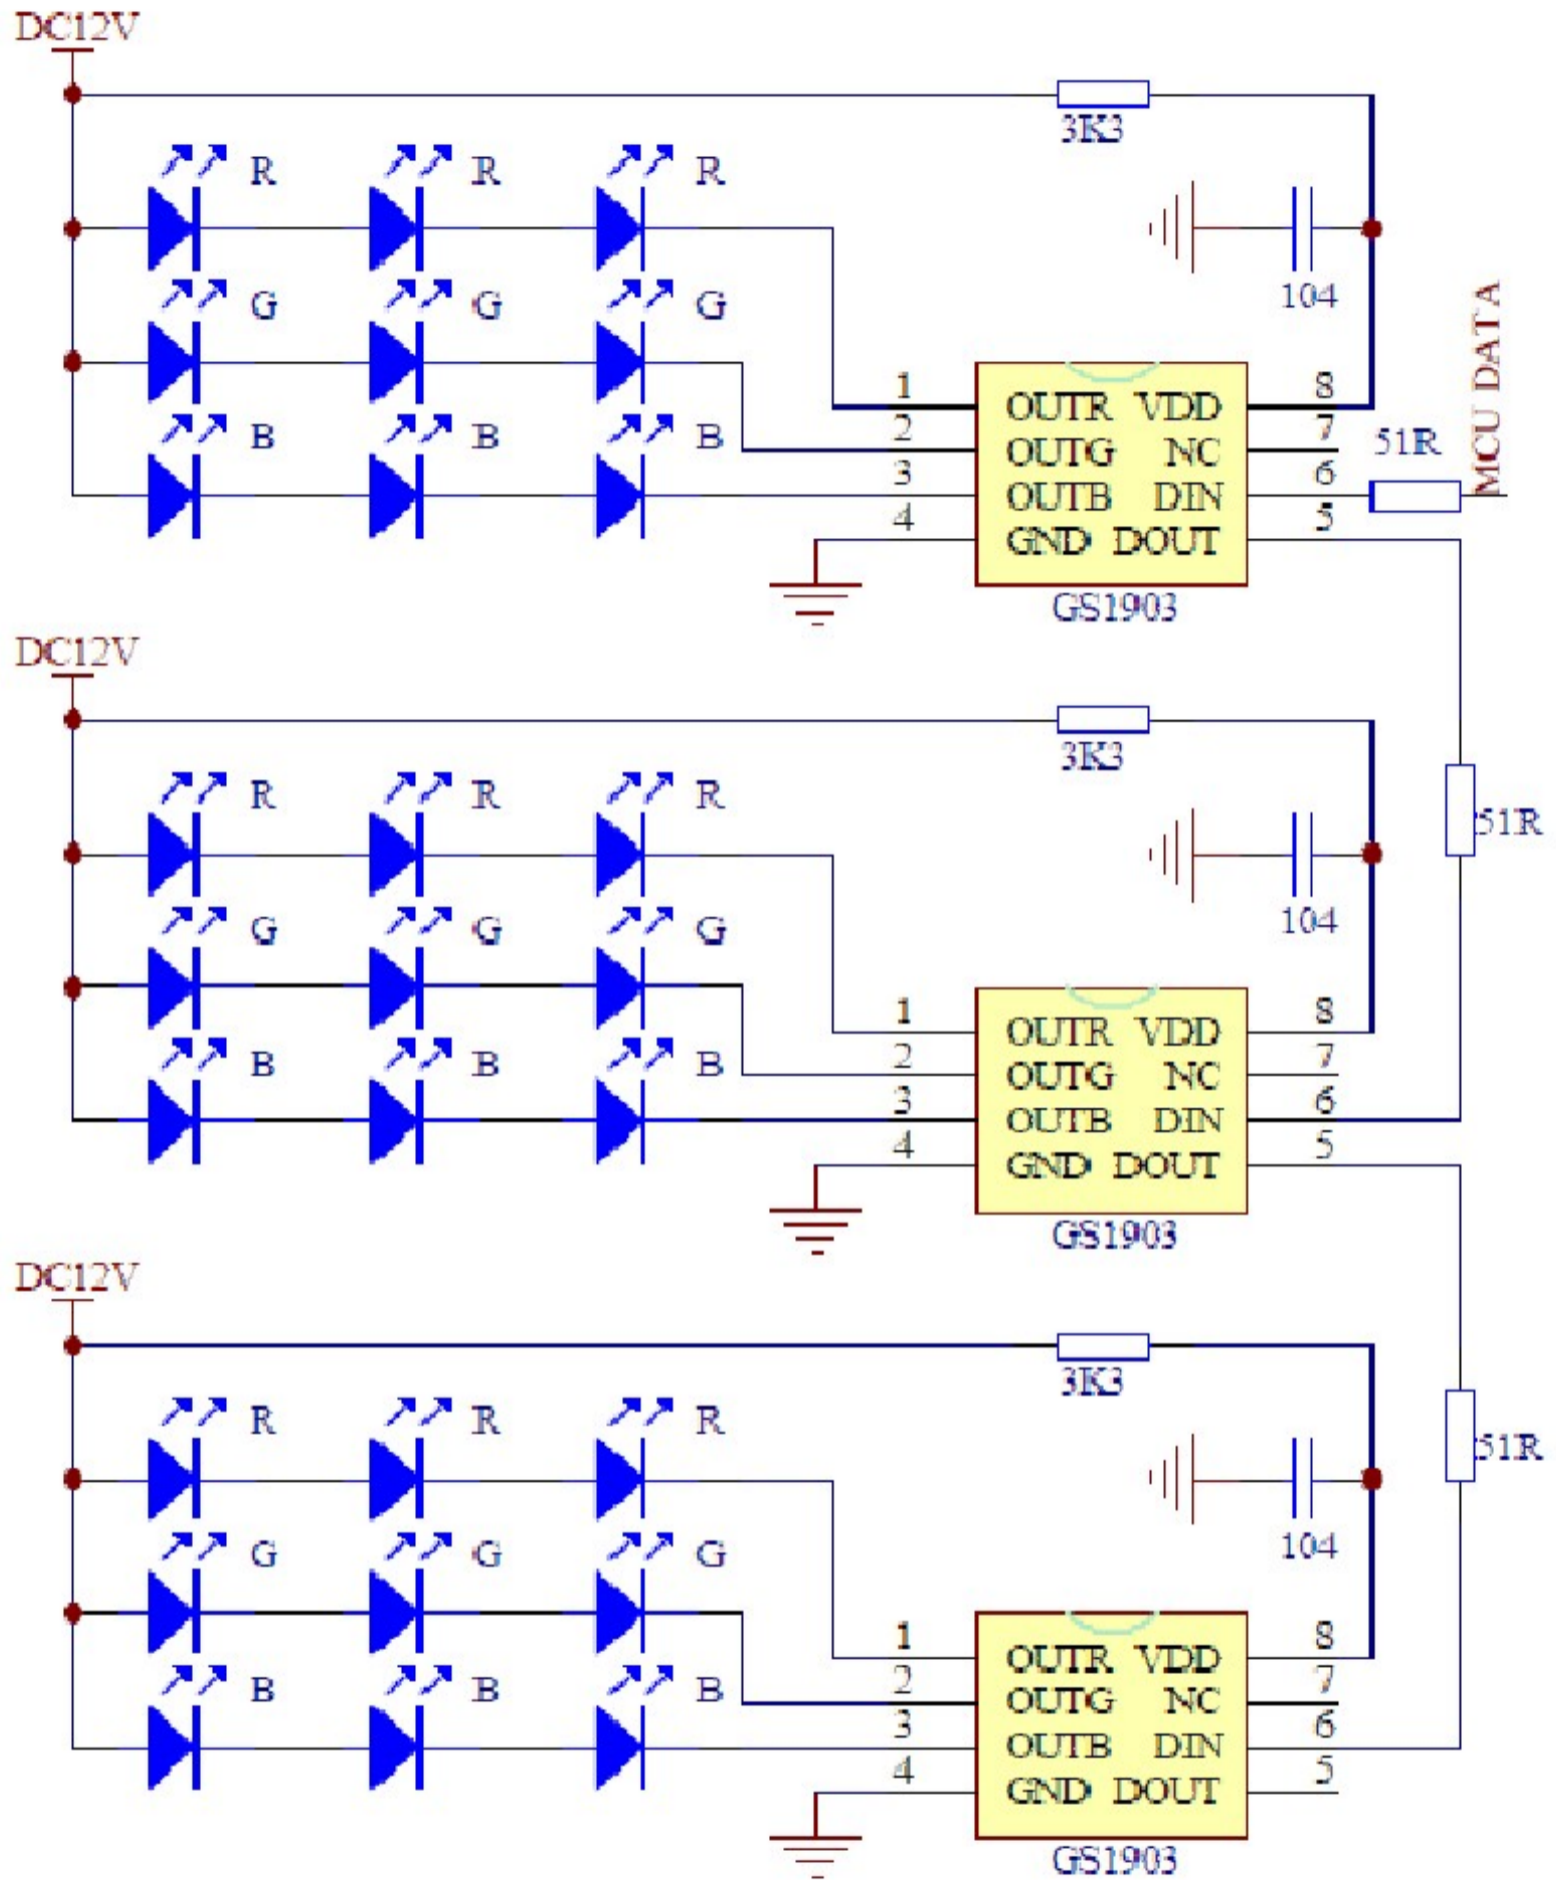 DC12V
3K3
R R R
104
G G G
MCU DATA
B B B
1 OUTR VDD 8
2 OUTG NC 7
51R
3 OUTB DIN 6
4 GND DOUT 5
GS1903
DC12V
3K3
R R R
51R
104
G G G
B B B
1 OUTR VDD 8
2 OUTG NC 7
3 OUTB DIN 6
4 GND DOUT 5
GS1903
DC12V
3K3
R R R
51R
104
G G G
B B B
1 OUTR VDD 8
2 OUTG NC 7
3 OUTB DIN 6
4 GND DOUT 5
GS1903